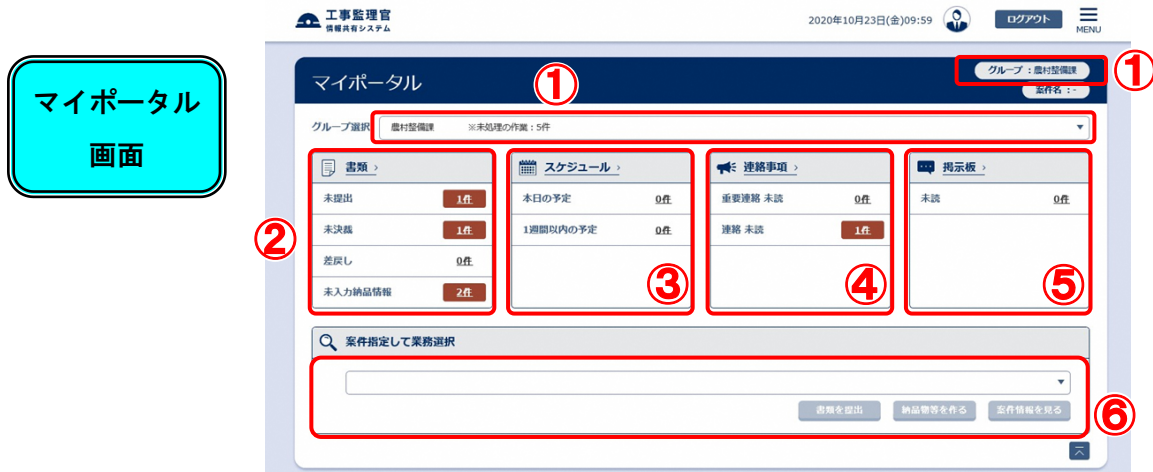 工事監理官
情報共有システム
2020年10月23日(金)09:59
ログアウト
MENU
マイポータル
画面
マイポータル
①
グループ：農村整備課
①
案件名：-
グループ選択
農村整備課 ※未処理の作業：5件
書類 ›
未提出 1件
未決裁 1件
差戻し 0件
未入力納品情報 2件
②
スケジュール ›
本日の予定 0件
1週間以内の予定 0件
③
連絡事項 ›
重要連絡 未読 0件
連絡 未読 1件
④
掲示板 ›
未読 0件
⑤
案件指定して業務選択
書類を提出 納品物等を作る 案件情報を見る
⑥